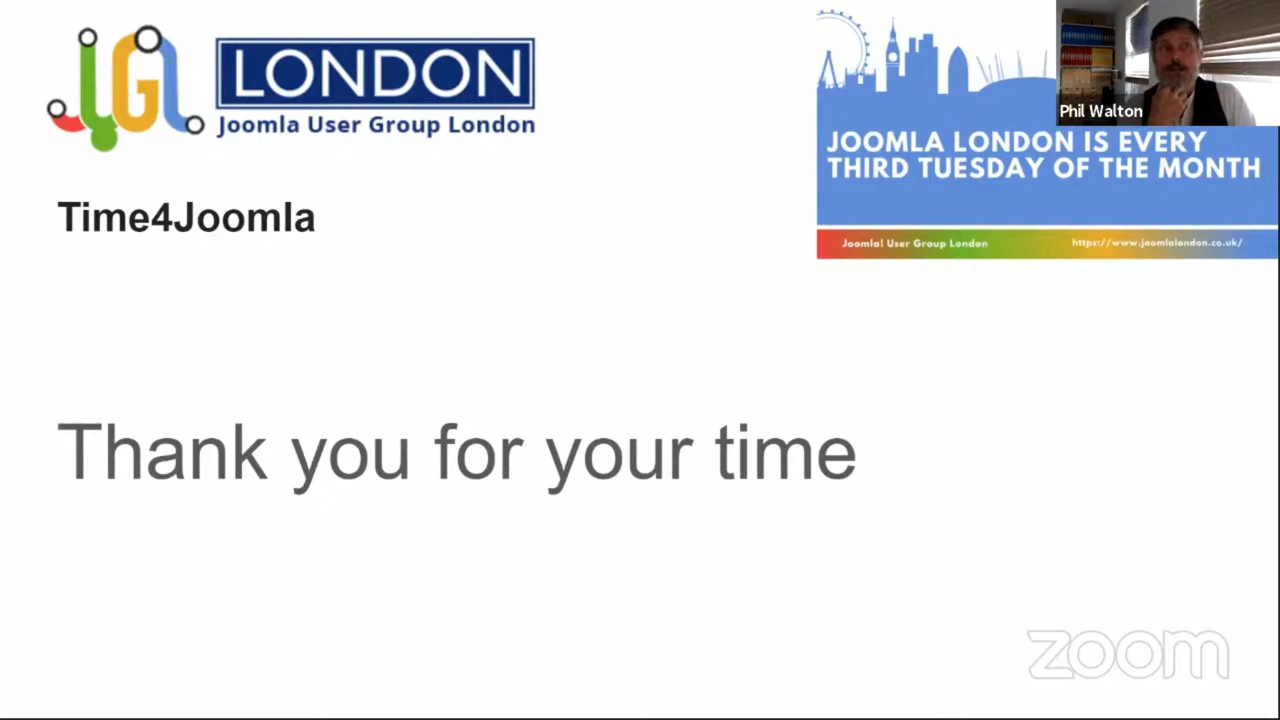 JUGL
LONDON
Joomla User Group London
Phil Walton
JOOMLA LONDON IS EVERY
THIRD TUESDAY OF THE MONTH
Joomla! User Group London
https://www.joomlalondon.co.uk/
Time4Joomla
Thank you for your time
zoom